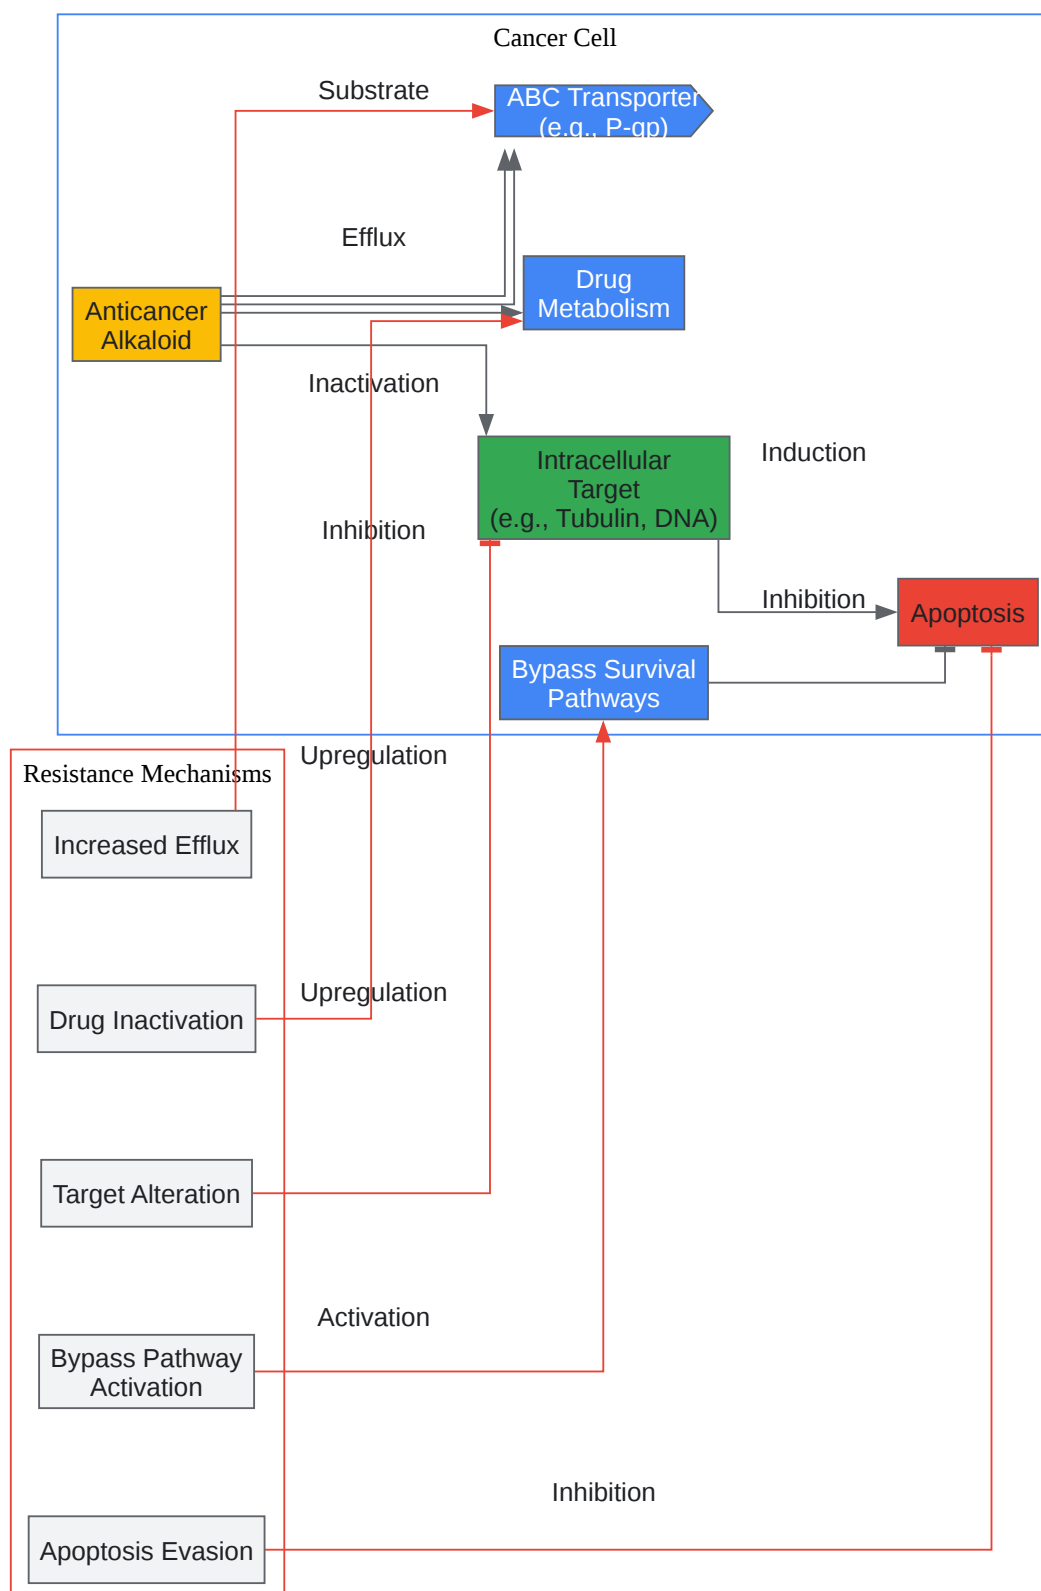 Cancer Cell
Substrate
ABC Transporter
(e.g., P-gp)
Efflux
Drug
Metabolism
Anticancer
Alkaloid
Inactivation
Intracellular
Target
(e.g., Tubulin, DNA)
Induction
Inhibition
Inhibition
Apoptosis
Bypass Survival
Pathways
Upregulation
Resistance Mechanisms
Increased Efflux
Upregulation
Drug Inactivation
Target Alteration
Activation
Bypass Pathway
Activation
Inhibition
Apoptosis Evasion